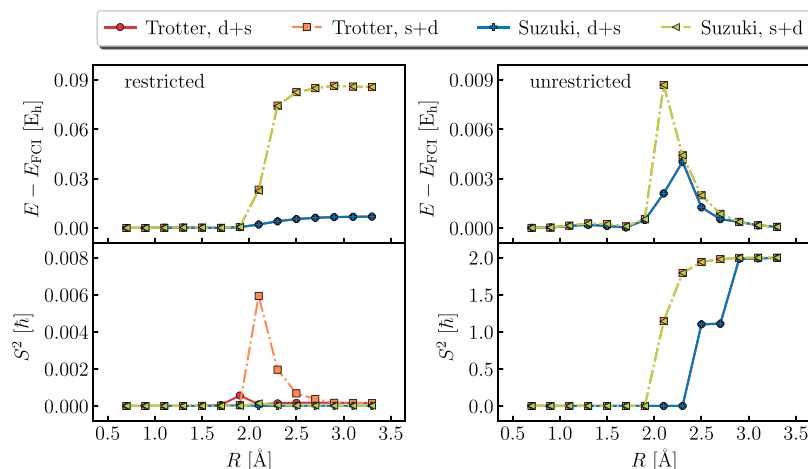 Trotter, d+s Trotter, s+d Suzuki, d+s Suzuki, s+d
restricted
E − E_FCI [E_h]
0.09
0.06
0.03
0.00
unrestricted
E − E_FCI [E_h]
0.009
0.006
0.003
0.000
S² [ℏ]
0.008
0.006
0.004
0.002
0.000
0.5 1.0 1.5 2.0 2.5 3.0 3.5
R [Å]
S² [ℏ]
2.0
1.5
1.0
0.5
0.0
0.5 1.0 1.5 2.0 2.5 3.0 3.5
R [Å]